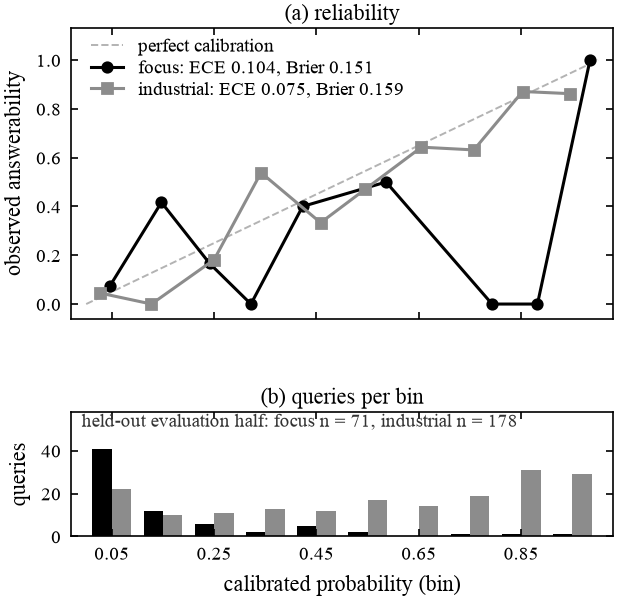 (a) reliability
perfect calibration
focus: ECE 0.104, Brier 0.151
industrial: ECE 0.075, Brier 0.159
observed answerability
1.0
0.8
0.6
0.4
0.2
0.0
(b) queries per bin
held-out evaluation half: focus n = 71, industrial n = 178
queries
40
20
0
0.05 0.25 0.45 0.65 0.85
calibrated probability (bin)